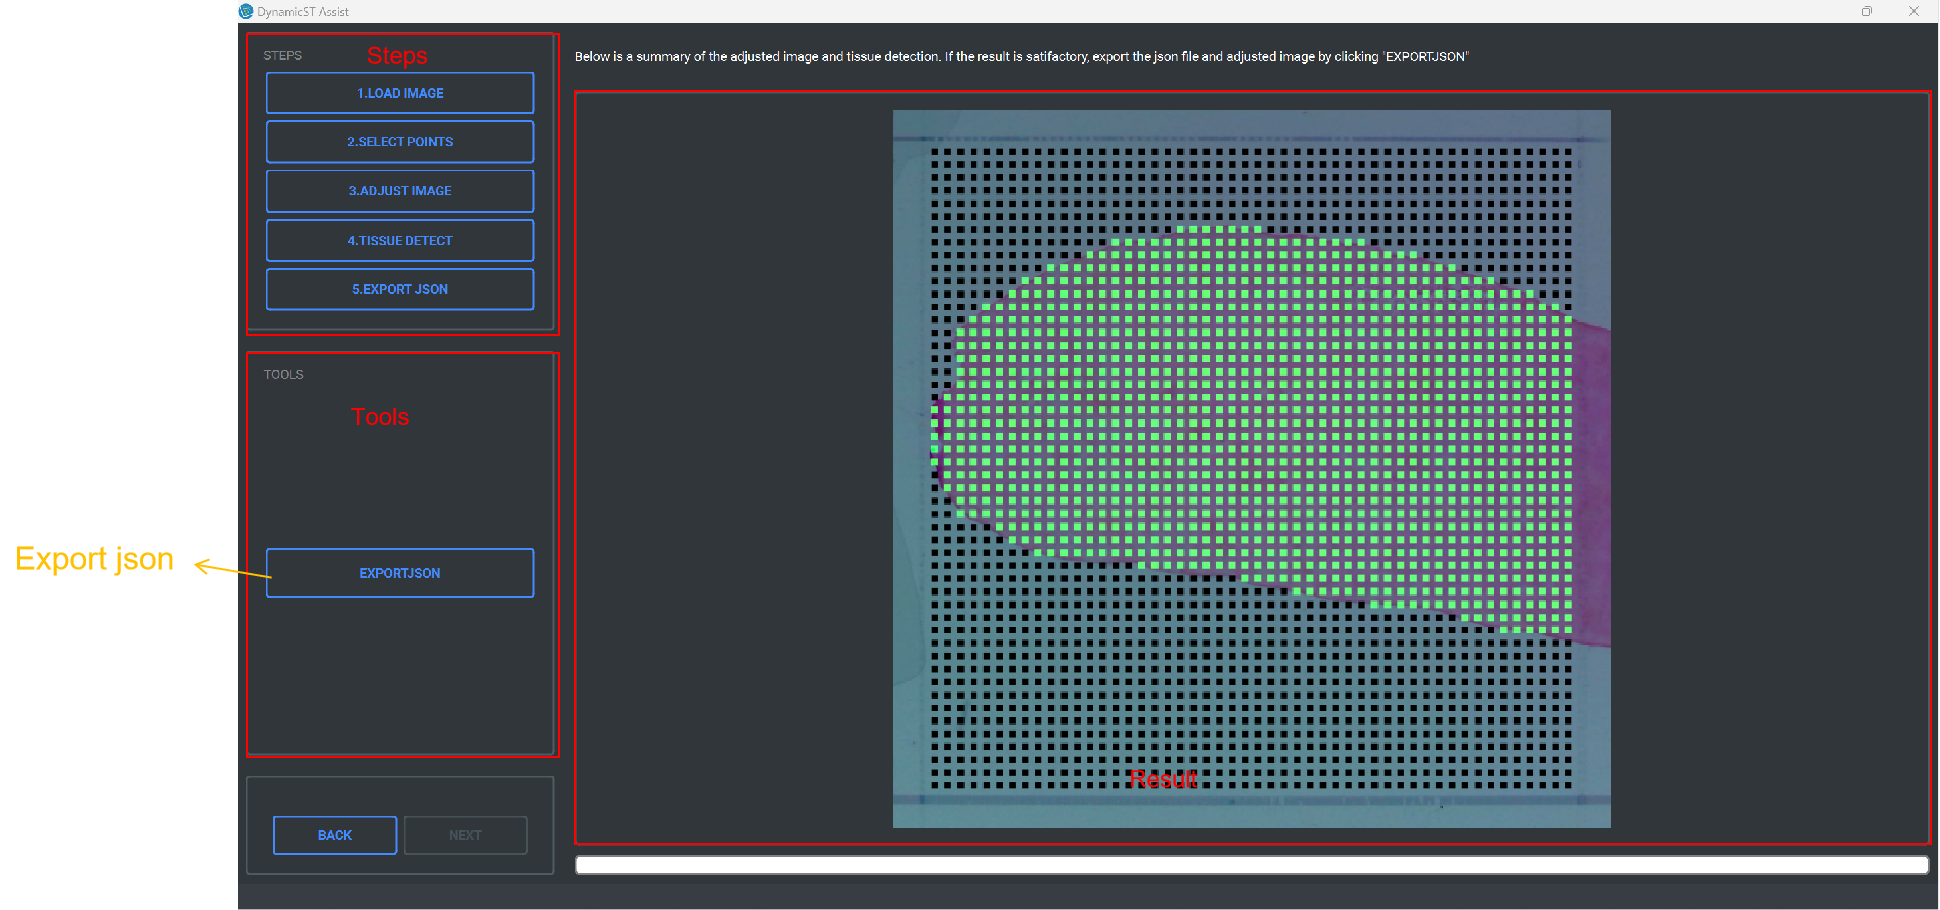 DynamicST Assist
STEPS
Steps
1.LOAD IMAGE
2.SELECT POINTS
3.ADJUST IMAGE
4.TISSUE DETECT
5.EXPORT JSON
TOOLS
Tools
Export json
EXPORTJSON
BACK
NEXT
Below is a summary of the adjusted image and tissue detection. If the result is satifactory, export the json file and adjusted image by clicking "EXPORTJSON"
Result